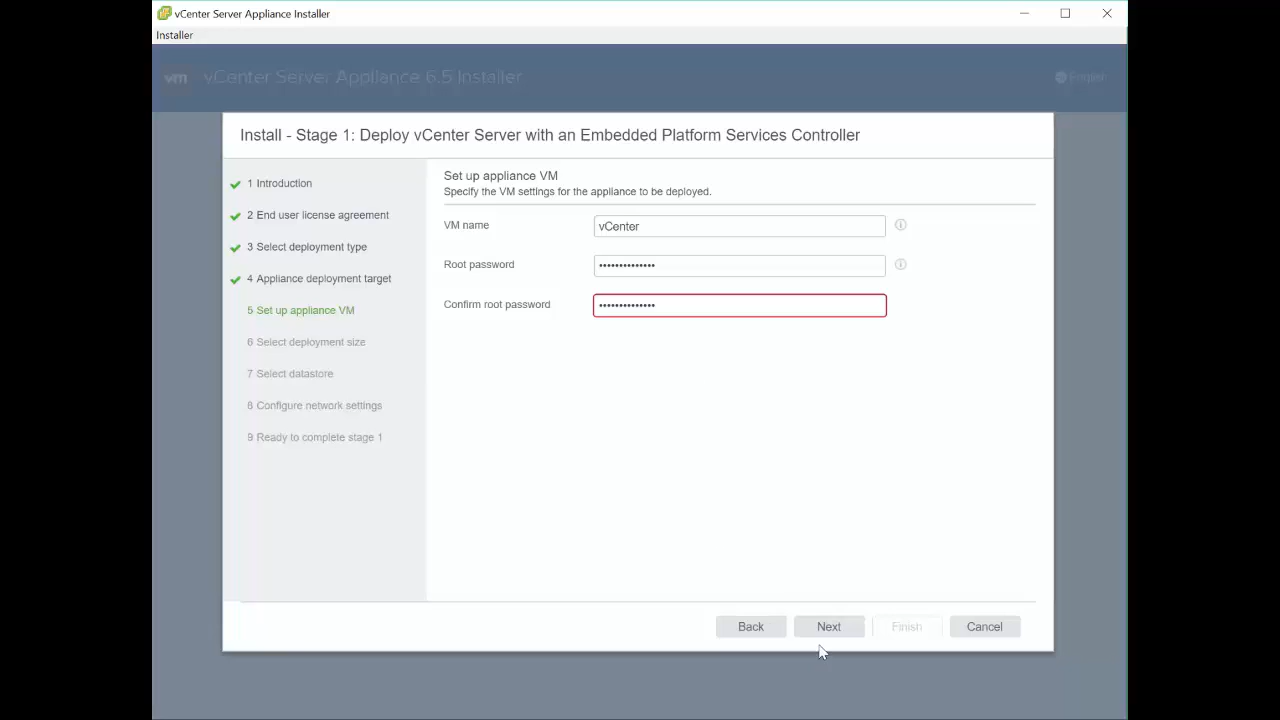 vCenter Server Appliance Installer
Installer
vm vCenter Server Appliance 6.5 Installer
English
Install - Stage 1: Deploy vCenter Server with an Embedded Platform Services Controller
1 Introduction
2 End user license agreement
3 Select deployment type
4 Appliance deployment target
5 Set up appliance VM
6 Select deployment size
7 Select datastore
8 Configure network settings
9 Ready to complete stage 1
Set up appliance VM
Specify the VM settings for the appliance to be deployed.
VM name
vCenter
Root password
••••••••••••••
Confirm root password
••••••••••••••
Back
Next
Finish
Cancel